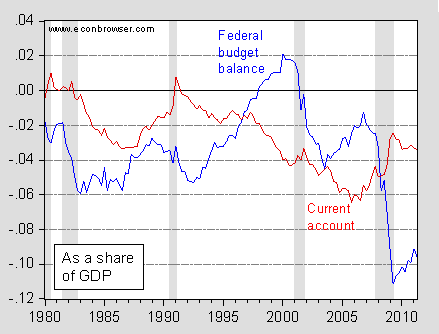 www.econbrowser.com
Federal
budget
balance
Current
account
As a share
of GDP
.04
.02
.00
-.02
-.04
-.06
-.08
-.10
-.12
1980
1985
1990
1995
2000
2005
2010